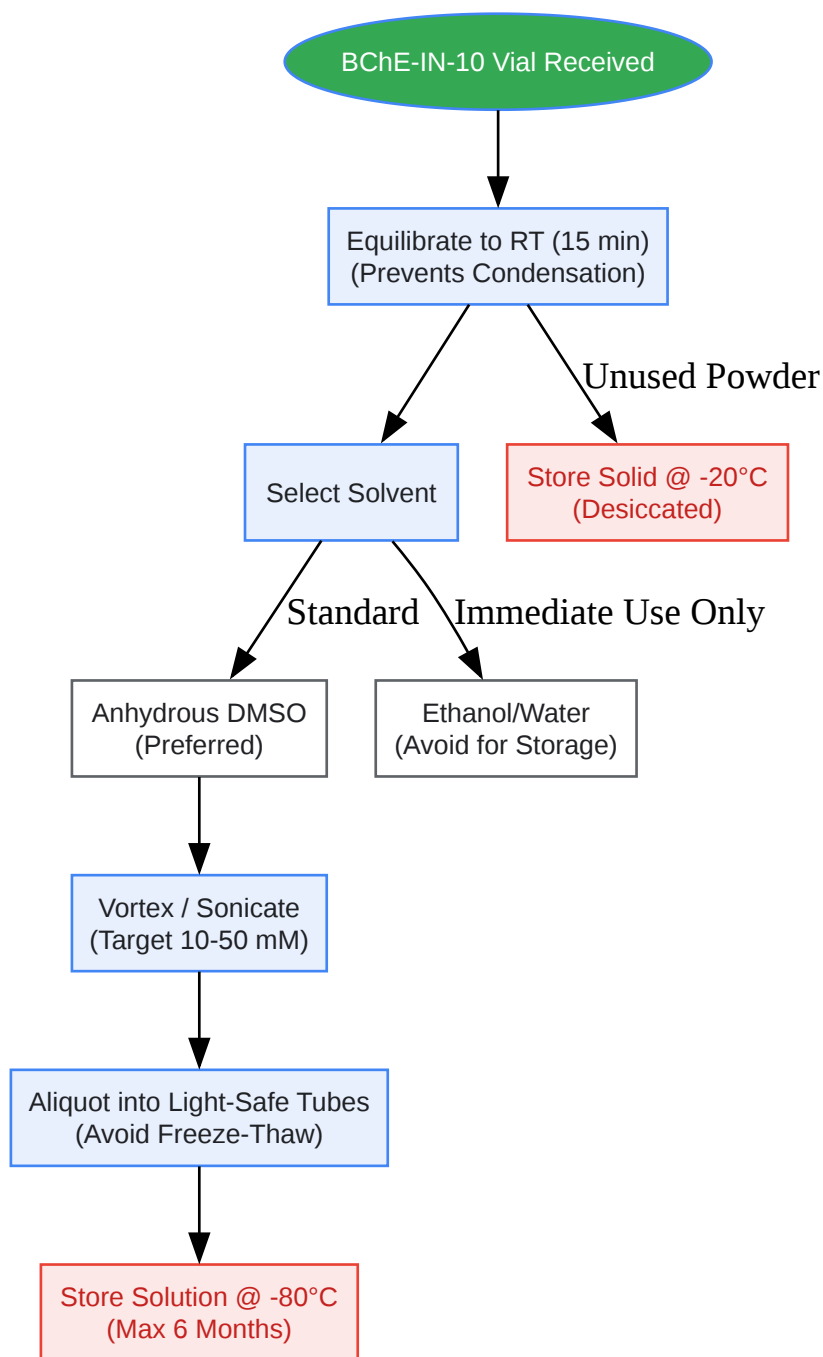 BChE-IN-10 Vial Received
Equilibrate to RT (15 min)
(Prevents Condensation)
Unused Powder
Select Solvent
Store Solid @ -20°C
(Desiccated)
Standard
Immediate Use Only
Anhydrous DMSO
(Preferred)
Ethanol/Water
(Avoid for Storage)
Vortex / Sonicate
(Target 10-50 mM)
Aliquot into Light-Safe Tubes
(Avoid Freeze-Thaw)
Store Solution @ -80°C
(Max 6 Months)